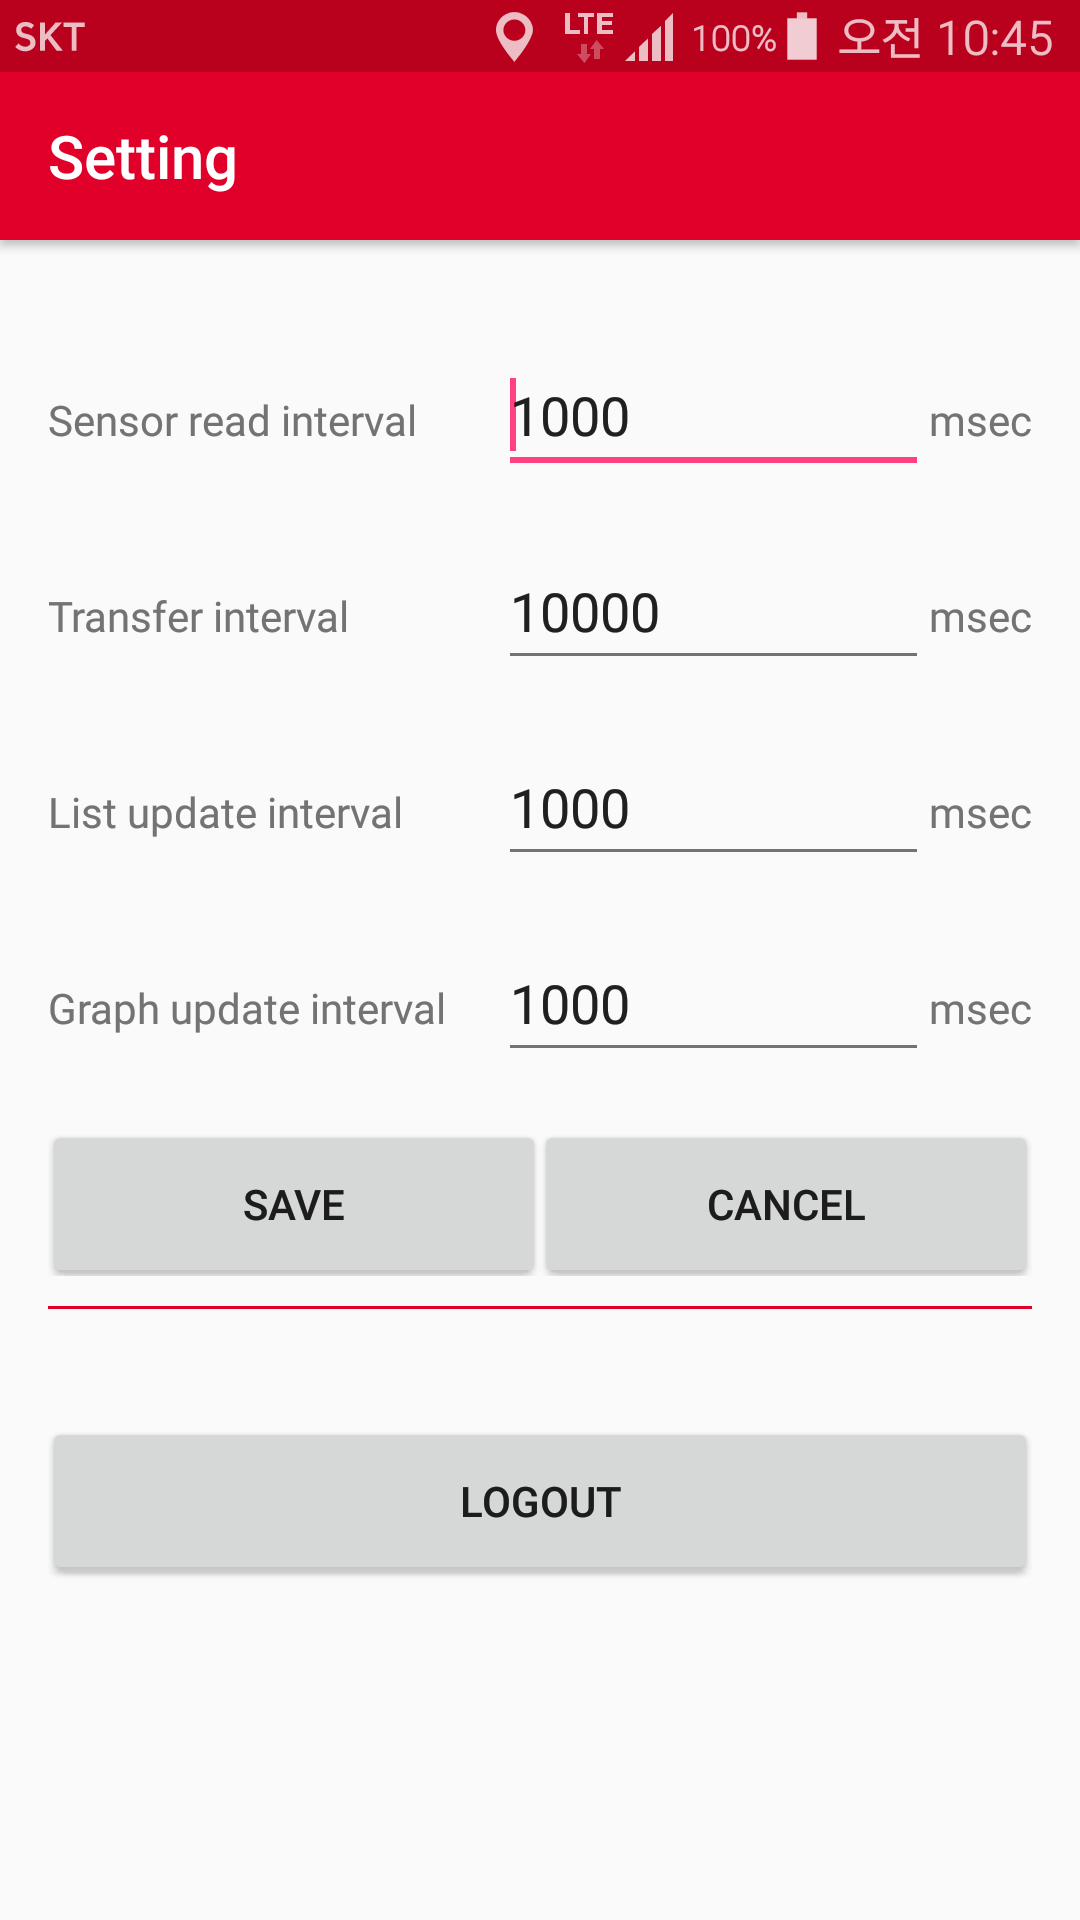 SKT LTE 100% 오전 10:45
Setting
Sensor read interval 1000 msec
Transfer interval 10000 msec
List update interval 1000 msec
Graph update interval 1000 msec
SAVE CANCEL
LOGOUT